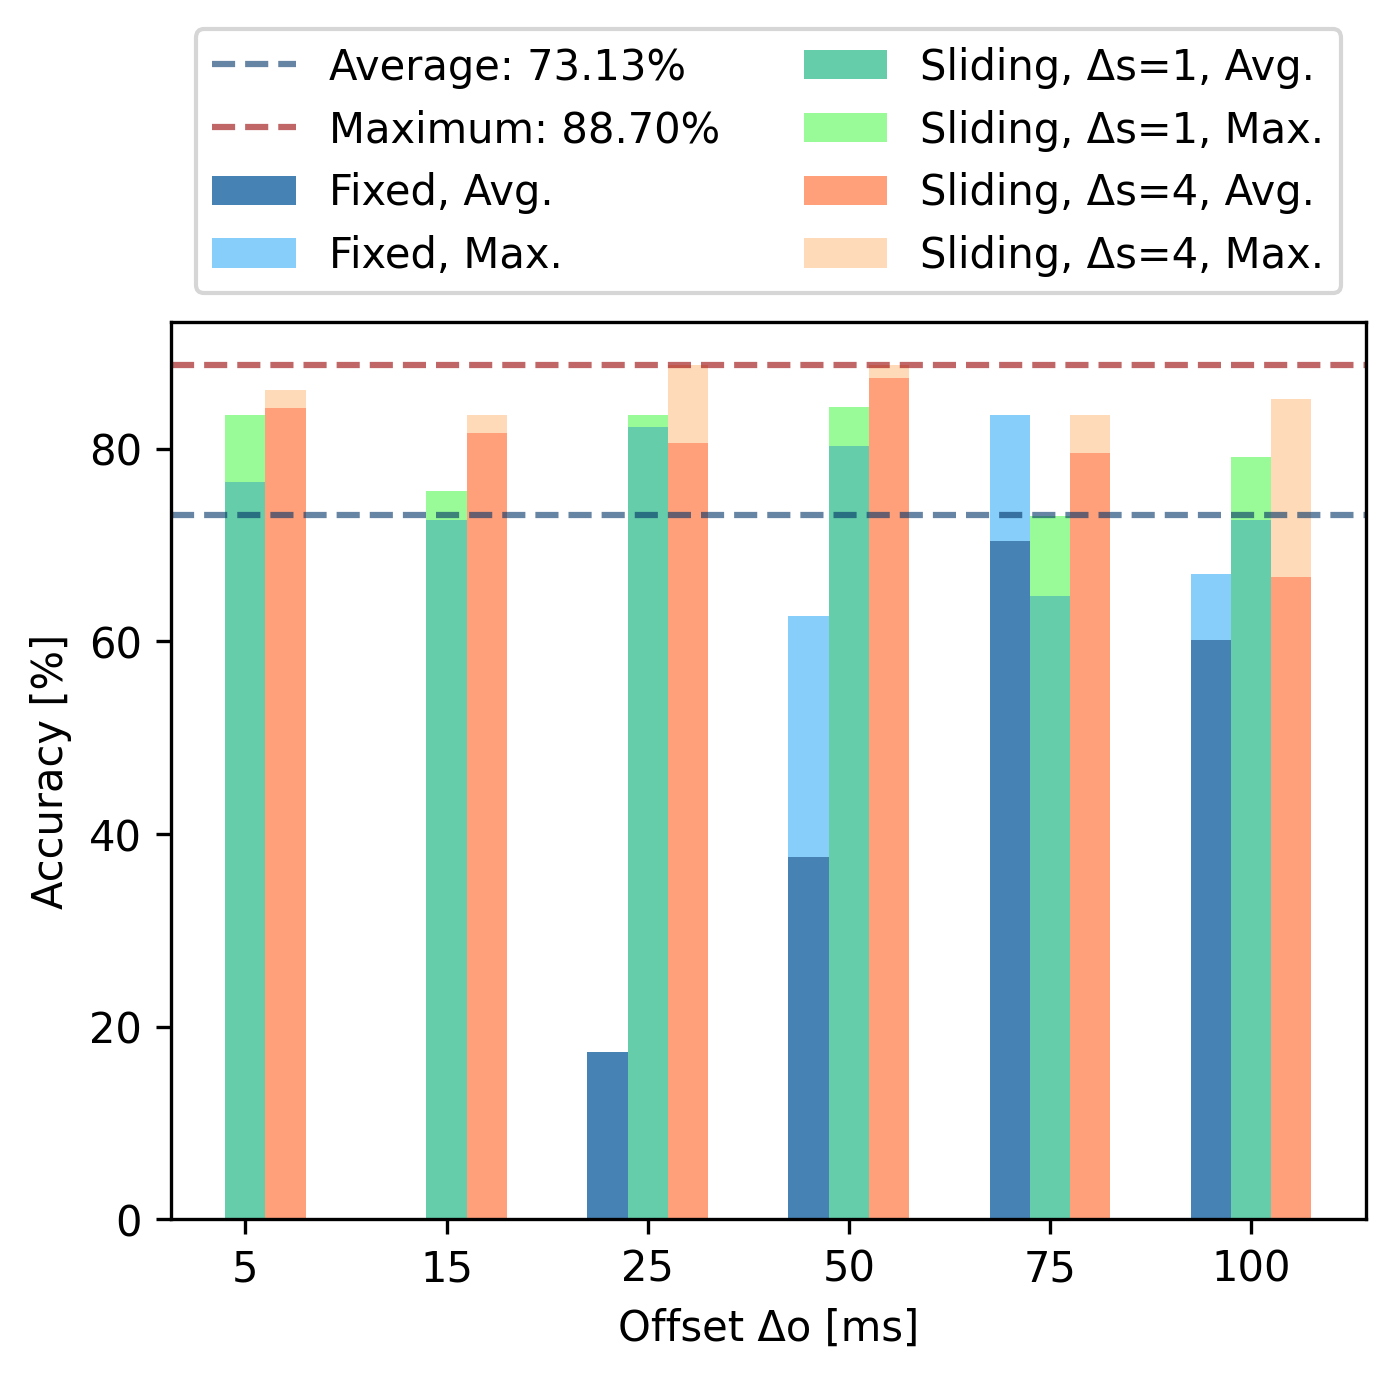 Average: 73.13%
Maximum: 88.70%
Fixed, Avg.
Fixed, Max.
Sliding, Δs=1, Avg.
Sliding, Δs=1, Max.
Sliding, Δs=4, Avg.
Sliding, Δs=4, Max.
Accuracy [%]
80
60
40
20
0
5 15 25 50 75 100
Offset Δo [ms]